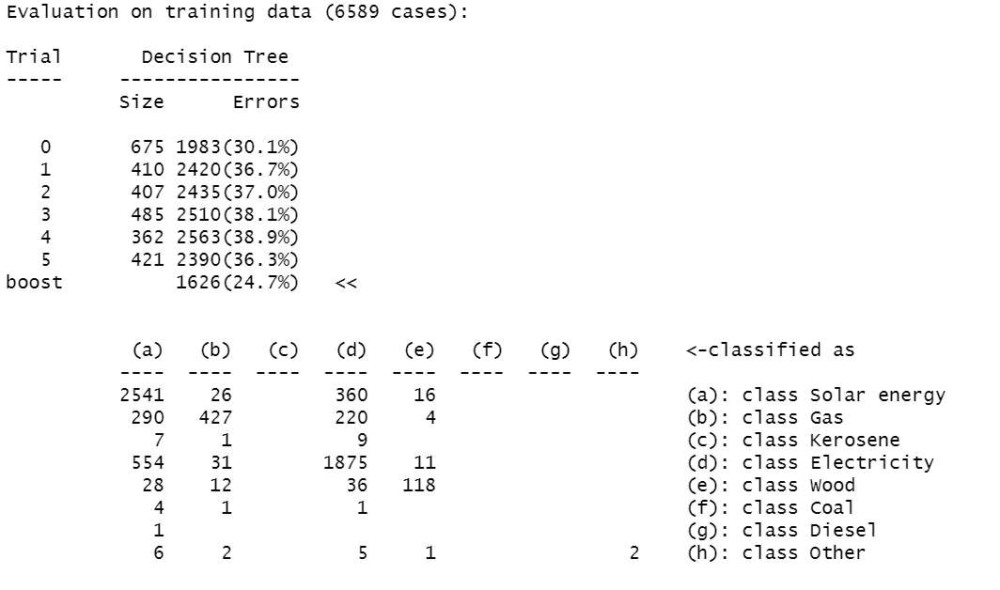 Evaluation on training data (6589 cases):
Trial Decision Tree
----- ----------------
Size Errors
0 675 1983(30.1%)
1 410 2420(36.7%)
2 407 2435(37.0%)
3 485 2510(38.1%)
4 362 2563(38.9%)
5 421 2390(36.3%)
boost 1626(24.7%) <<
(a) (b) (c) (d) (e) (f) (g) (h) <-classified as
---- ---- ---- ---- ---- ---- ---- ----
2541 26 360 16 (a): class Solar energy
290 427 220 4 (b): class Gas
7 1 9 (c): class Kerosene
554 31 1875 11 (d): class Electricity
28 12 36 118 (e): class Wood
4 1 1 (f): class Coal
1 (g): class Diesel
6 2 5 1 2 (h): class Other